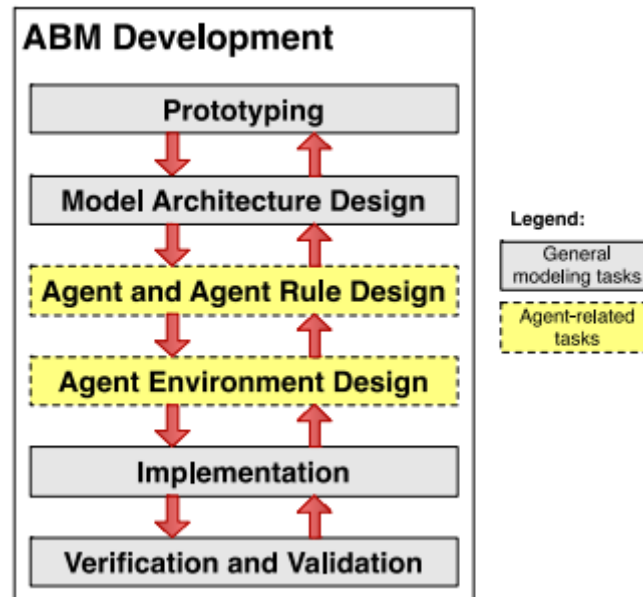 ABM Development
Prototyping
Model Architecture Design
Agent and Agent Rule Design
Agent Environment Design
Implementation
Verification and Validation
Legend:
General
modeling tasks
Agent-related
tasks